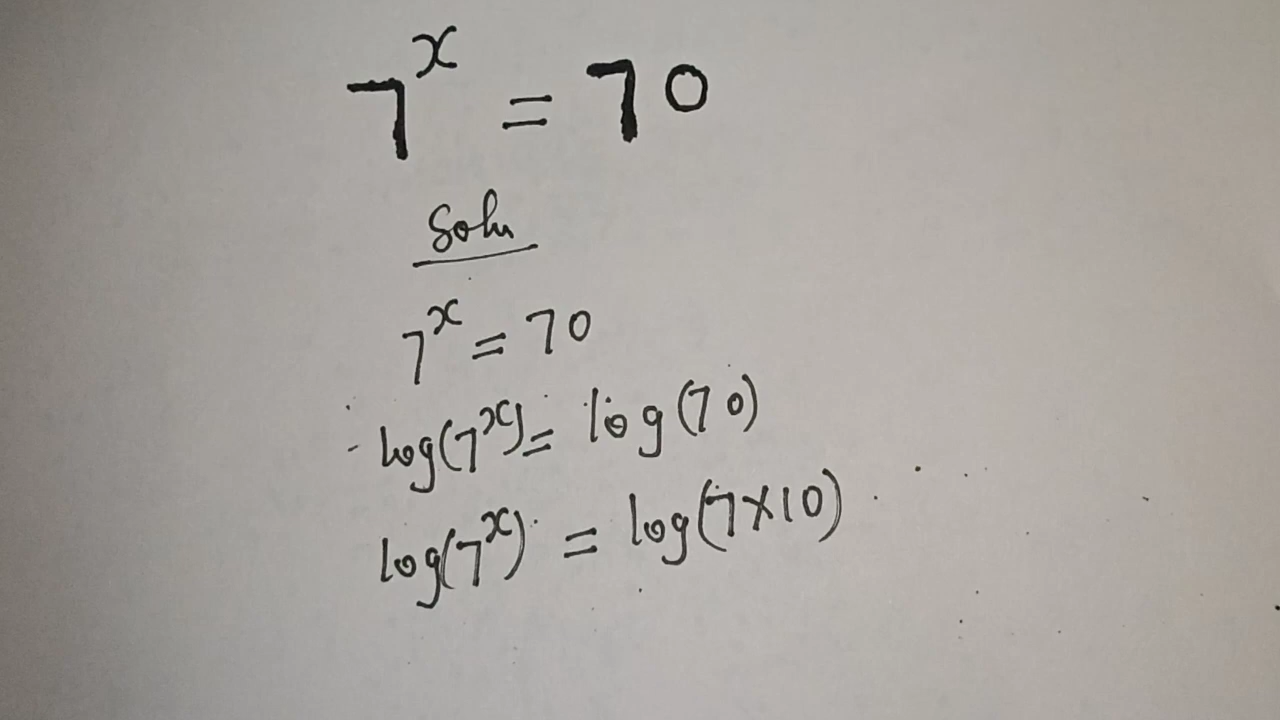 7^x = 70
Soln
7^x = 70
log(7^x) = log(70)
log(7^x) = log(7×10)